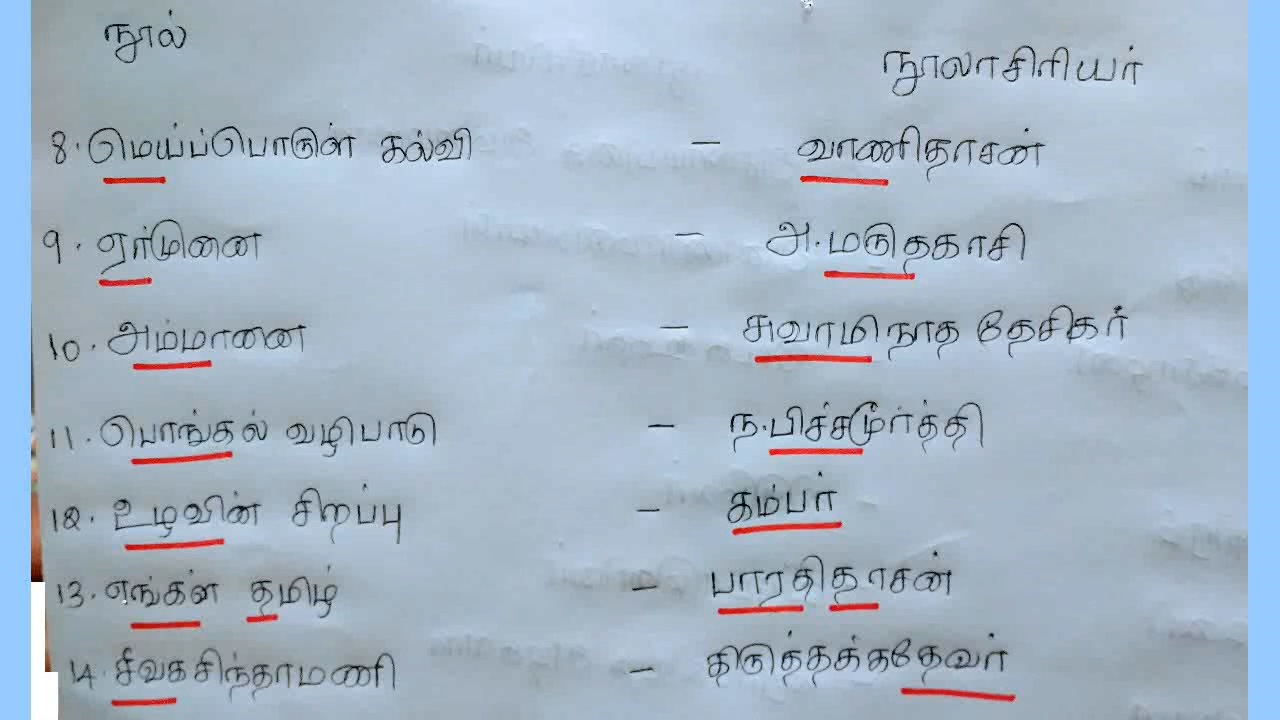 நூல்
நூலாசிரியர்
8. மெய்ப்பொருள் கல்வி - வாணிதாசன்
9. ஏர்முனை - அ.மருதகாசி
10. அம்மானை - சுவாமிநாத தேசிகர்
11. பொங்கல் வழிபாடு - ந.பிச்சமூர்த்தி
12. உழவின் சிறப்பு - கம்பர்
13. எங்கள் தமிழ் - பாரதிதாசன்
14. சீவகசிந்தாமணி - திருத்தக்கதேவர்